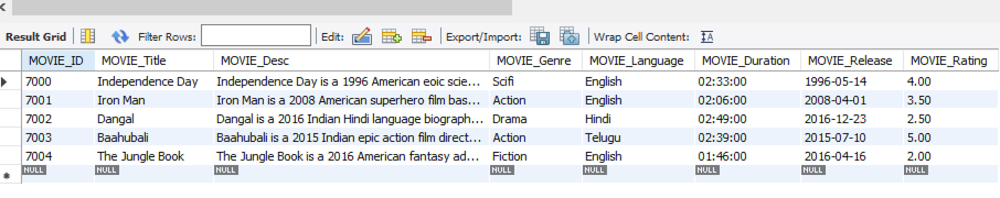 Result Grid Filter Rows: Edit: Export/Import: Wrap Cell Content: A
MOVIE_ID MOVIE_Title MOVIE_Desc MOVIE_Genre MOVIE_Language MOVIE_Duration MOVIE_Release MOVIE_Rating
7000 Independence Day Independence Day is a 1996 American eoic scie... Scifi English 02:33:00 1996-05-14 4.00
7001 Iron Man Iron Man is a 2008 American superhero film bas... Action English 02:06:00 2008-04-01 3.50
7002 Dangal Dangal is a 2016 Indian Hindi language biograph... Drama Hindi 02:49:00 2016-12-23 2.50
7003 Baahubali Baahubali is a 2015 Indian epic action film direct... Action Telugu 02:39:00 2015-07-10 5.00
7004 The Jungle Book The Jungle Book is a 2016 American fantasy ad... Fiction English 01:46:00 2016-04-16 2.00
NULL NULL NULL NULL NULL NULL NULL NULL